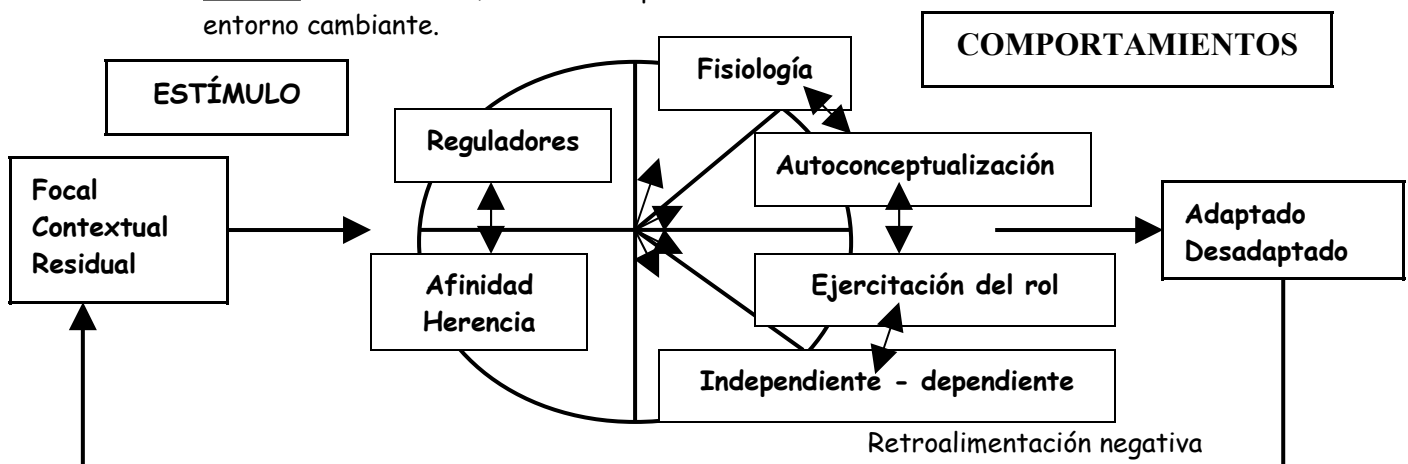 entorno cambiante.
COMPORTAMIENTOS
ESTÍMULO
Fisiología
Reguladores
Autoconceptualización
Focal
Contextual
Residual
Adaptado
Desadaptado
Afinidad
Herencia
Ejercitación del rol
Independiente - dependiente
Retroalimentación negativa